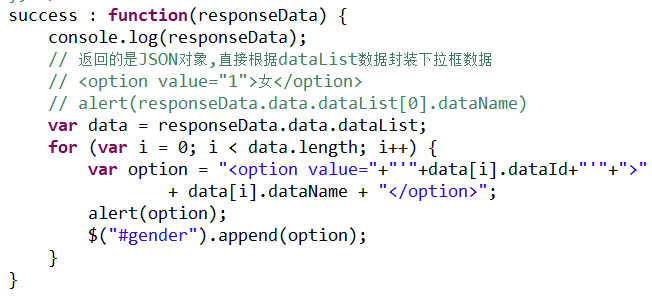 success : function(responseData) {
    console.log(responseData);
    // 返回的是JSON对象,直接根据dataList数据封装下拉框数据
    // <option value="1">女</option>
    // alert(responseData.data.dataList[0].dataName)
    var data = responseData.data.dataList;
    for (var i = 0; i < data.length; i++) {
        var option = "<option value="+"'"+data[i].dataId+"'"+">"
                + data[i].dataName + "</option>";
        alert(option);
        $("#gender").append(option);
    }
}